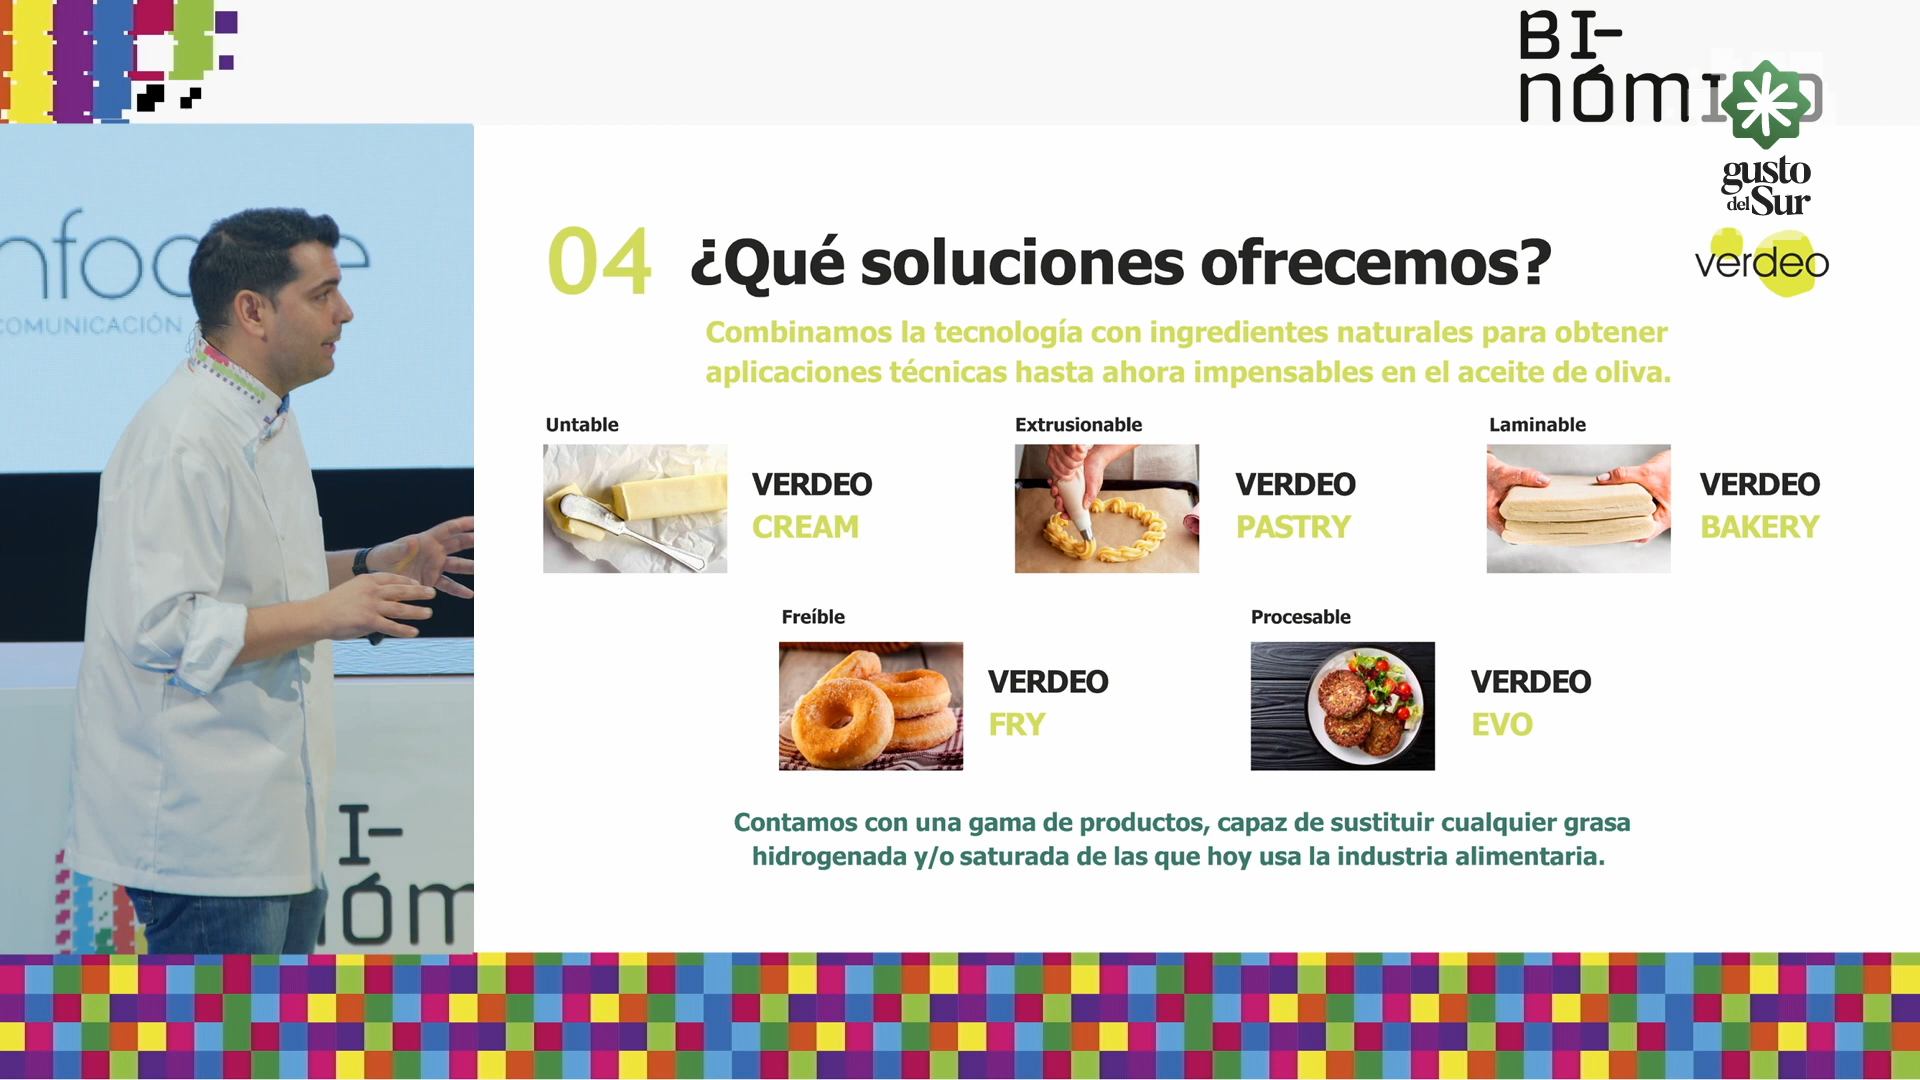 BI-
nómi
gusto
del Sur
verdeo
nfoq e
COMUNICACIÓN
04 ¿Qué soluciones ofrecemos?
Combinamos la tecnología con ingredientes naturales para obtener
aplicaciones técnicas hasta ahora impensables en el aceite de oliva.
Untable
VERDEO
CREAM
Extrusionable
VERDEO
PASTRY
Laminable
VERDEO
BAKERY
Freíble
VERDEO
FRY
Procesable
VERDEO
EVO
Contamos con una gama de productos, capaz de sustituir cualquier grasa
hidrogenada y/o saturada de las que hoy usa la industria alimentaria.
I-
óm